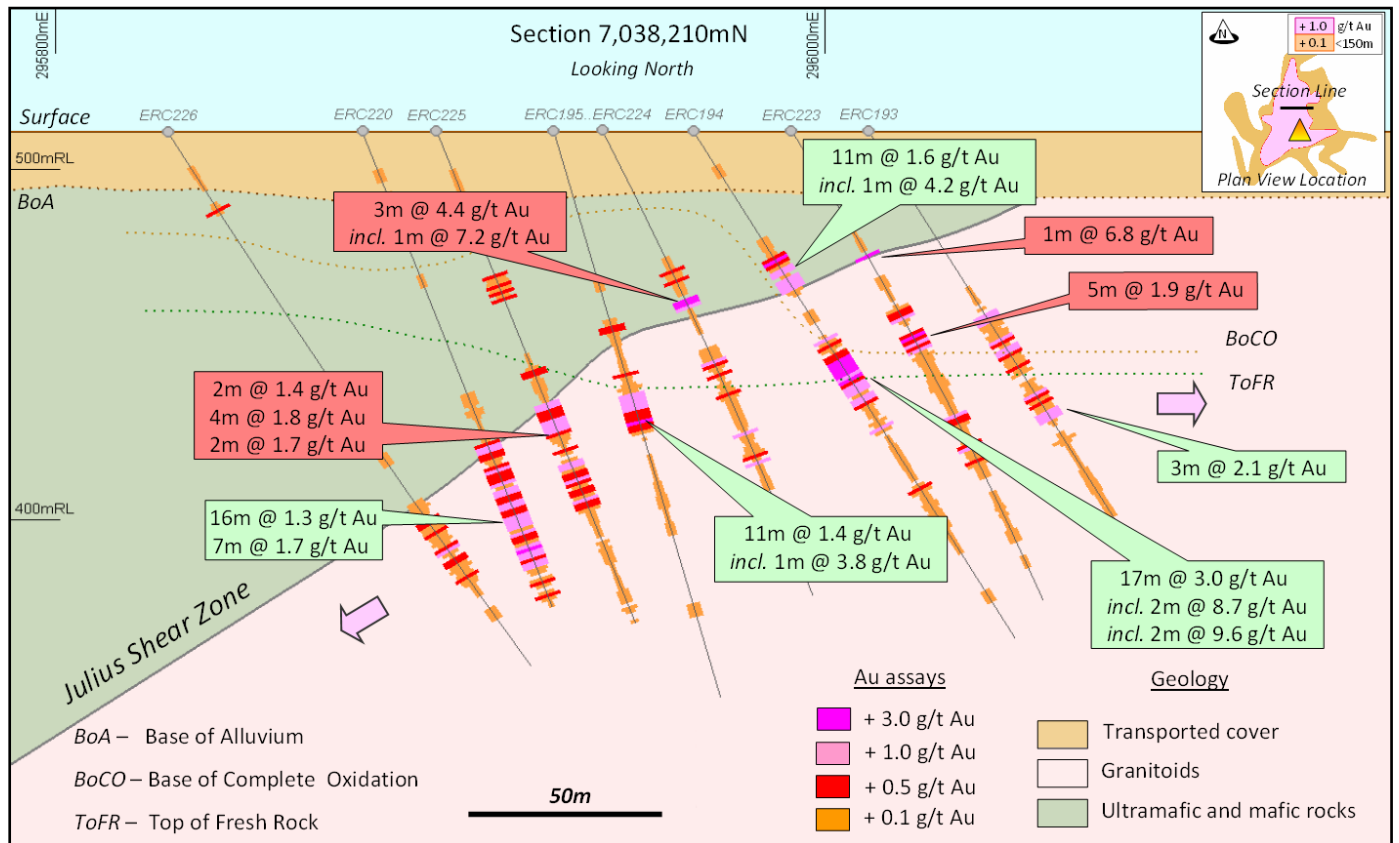 295800mE
Section 7,038,210mN
Looking North
296000mE
N
+ 1.0 g/t Au
+ 0.1 <150m
Section Line
Plan View Location
Surface
ERC226
ERC220
ERC225
ERC195..ERC224
ERC194
ERC223
ERC193
500mRL
BoA
11m @ 1.6 g/t Au
incl. 1m @ 4.2 g/t Au
3m @ 4.4 g/t Au
incl. 1m @ 7.2 g/t Au
1m @ 6.8 g/t Au
5m @ 1.9 g/t Au
BoCO
ToFR
2m @ 1.4 g/t Au
4m @ 1.8 g/t Au
2m @ 1.7 g/t Au
3m @ 2.1 g/t Au
16m @ 1.3 g/t Au
7m @ 1.7 g/t Au
400mRL
11m @ 1.4 g/t Au
incl. 1m @ 3.8 g/t Au
17m @ 3.0 g/t Au
incl. 2m @ 8.7 g/t Au
incl. 2m @ 9.6 g/t Au
Julius Shear Zone
BoA – Base of Alluvium
BoCO – Base of Complete Oxidation
ToFR – Top of Fresh Rock
50m
Au assays
+ 3.0 g/t Au
+ 1.0 g/t Au
+ 0.5 g/t Au
+ 0.1 g/t Au
Geology
Transported cover
Granitoids
Ultramafic and mafic rocks